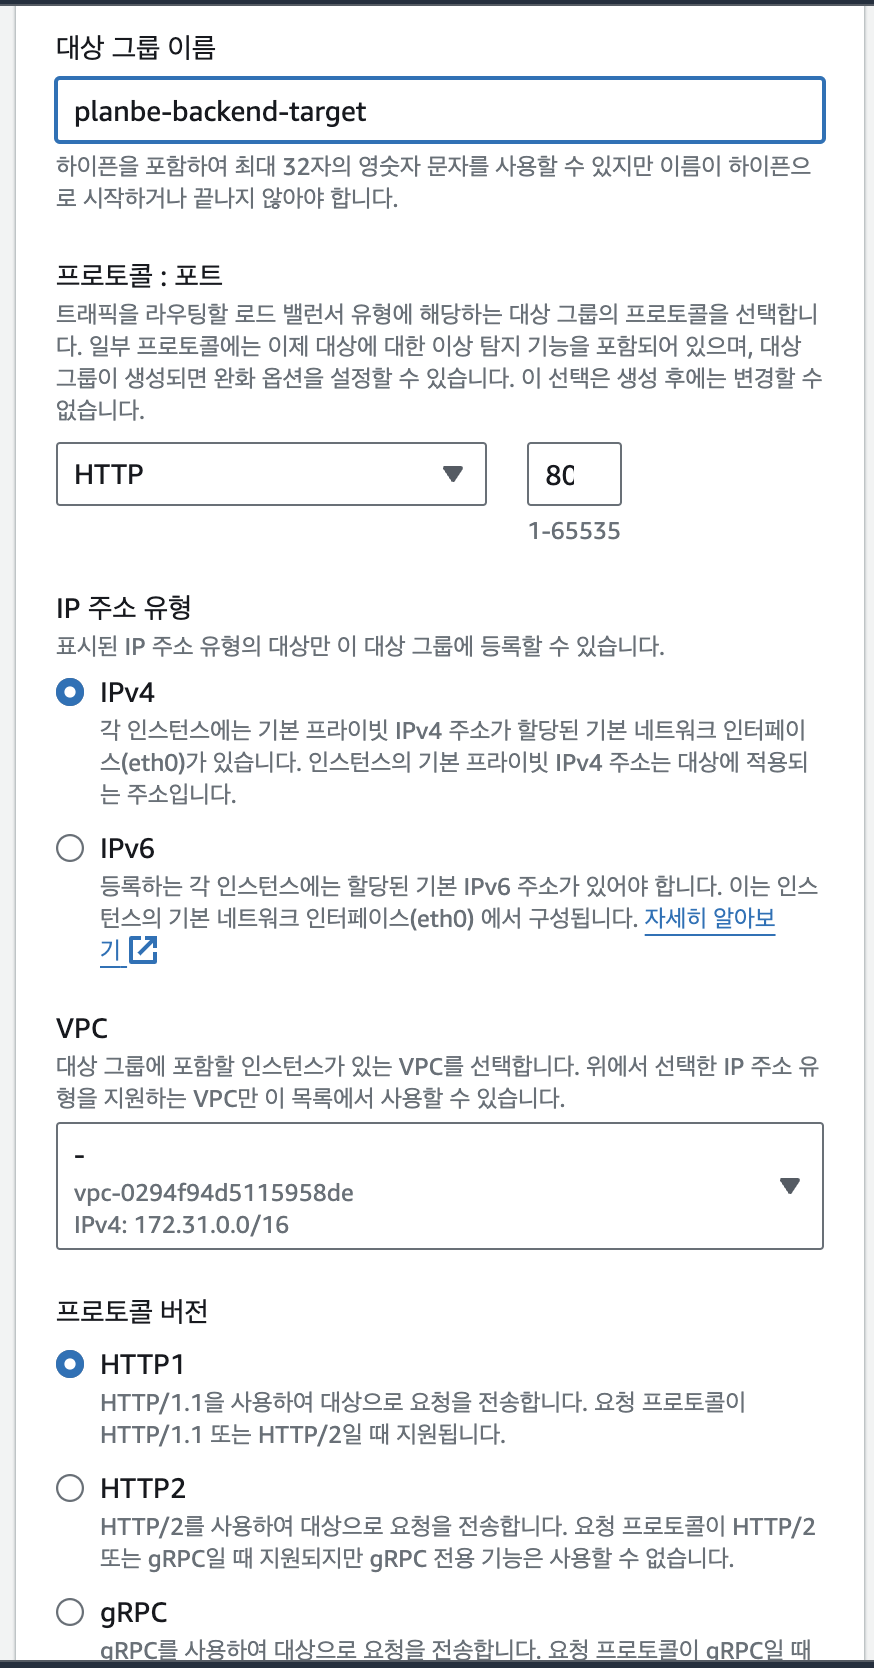 대상 그룹 이름
planbe-backend-target
하이픈을 포함하여 최대 32자의 영숫자 문자를 사용할 수 있지만 이름이 하이픈으
로 시작하거나 끝나지 않아야 합니다.
프로토콜 : 포트
트래픽을 라우팅할 로드 밸런서 유형에 해당하는 대상 그룹의 프로토콜을 선택합니
다. 일부 프로토콜에는 이제 대상에 대한 이상 탐지 기능을 포함되어 있으며, 대상
그룹이 생성되면 완화 옵션을 설정할 수 있습니다. 이 선택은 생성 후에는 변경할 수
없습니다.
HTTP
80
1-65535
IP 주소 유형
표시된 IP 주소 유형의 대상만 이 대상 그룹에 등록할 수 있습니다.
IPv4
각 인스턴스에는 기본 프라이빗 IPv4 주소가 할당된 기본 네트워크 인터페이
스(eth0)가 있습니다. 인스턴스의 기본 프라이빗 IPv4 주소는 대상에 적용되
는 주소입니다.
IPv6
등록하는 각 인스턴스에는 할당된 기본 IPv6 주소가 있어야 합니다. 이는 인스
턴스의 기본 네트워크 인터페이스(eth0) 에서 구성됩니다. 자세히 알아보
기
VPC
대상 그룹에 포함할 인스턴스가 있는 VPC를 선택합니다. 위에서 선택한 IP 주소 유
형을 지원하는 VPC만 이 목록에서 사용할 수 있습니다.
-
vpc-0294f94d5115958de
IPv4: 172.31.0.0/16
프로토콜 버전
HTTP1
HTTP/1.1을 사용하여 대상으로 요청을 전송합니다. 요청 프로토콜이
HTTP/1.1 또는 HTTP/2일 때 지원됩니다.
HTTP2
HTTP/2를 사용하여 대상으로 요청을 전송합니다. 요청 프로토콜이 HTTP/2
또는 gRPC일 때 지원되지만 gRPC 전용 기능은 사용할 수 없습니다.
gRPC
gRPC를 사용하여 대상으로 요청을 전송합니다. 요청 프로토콜이 gRPC일 때